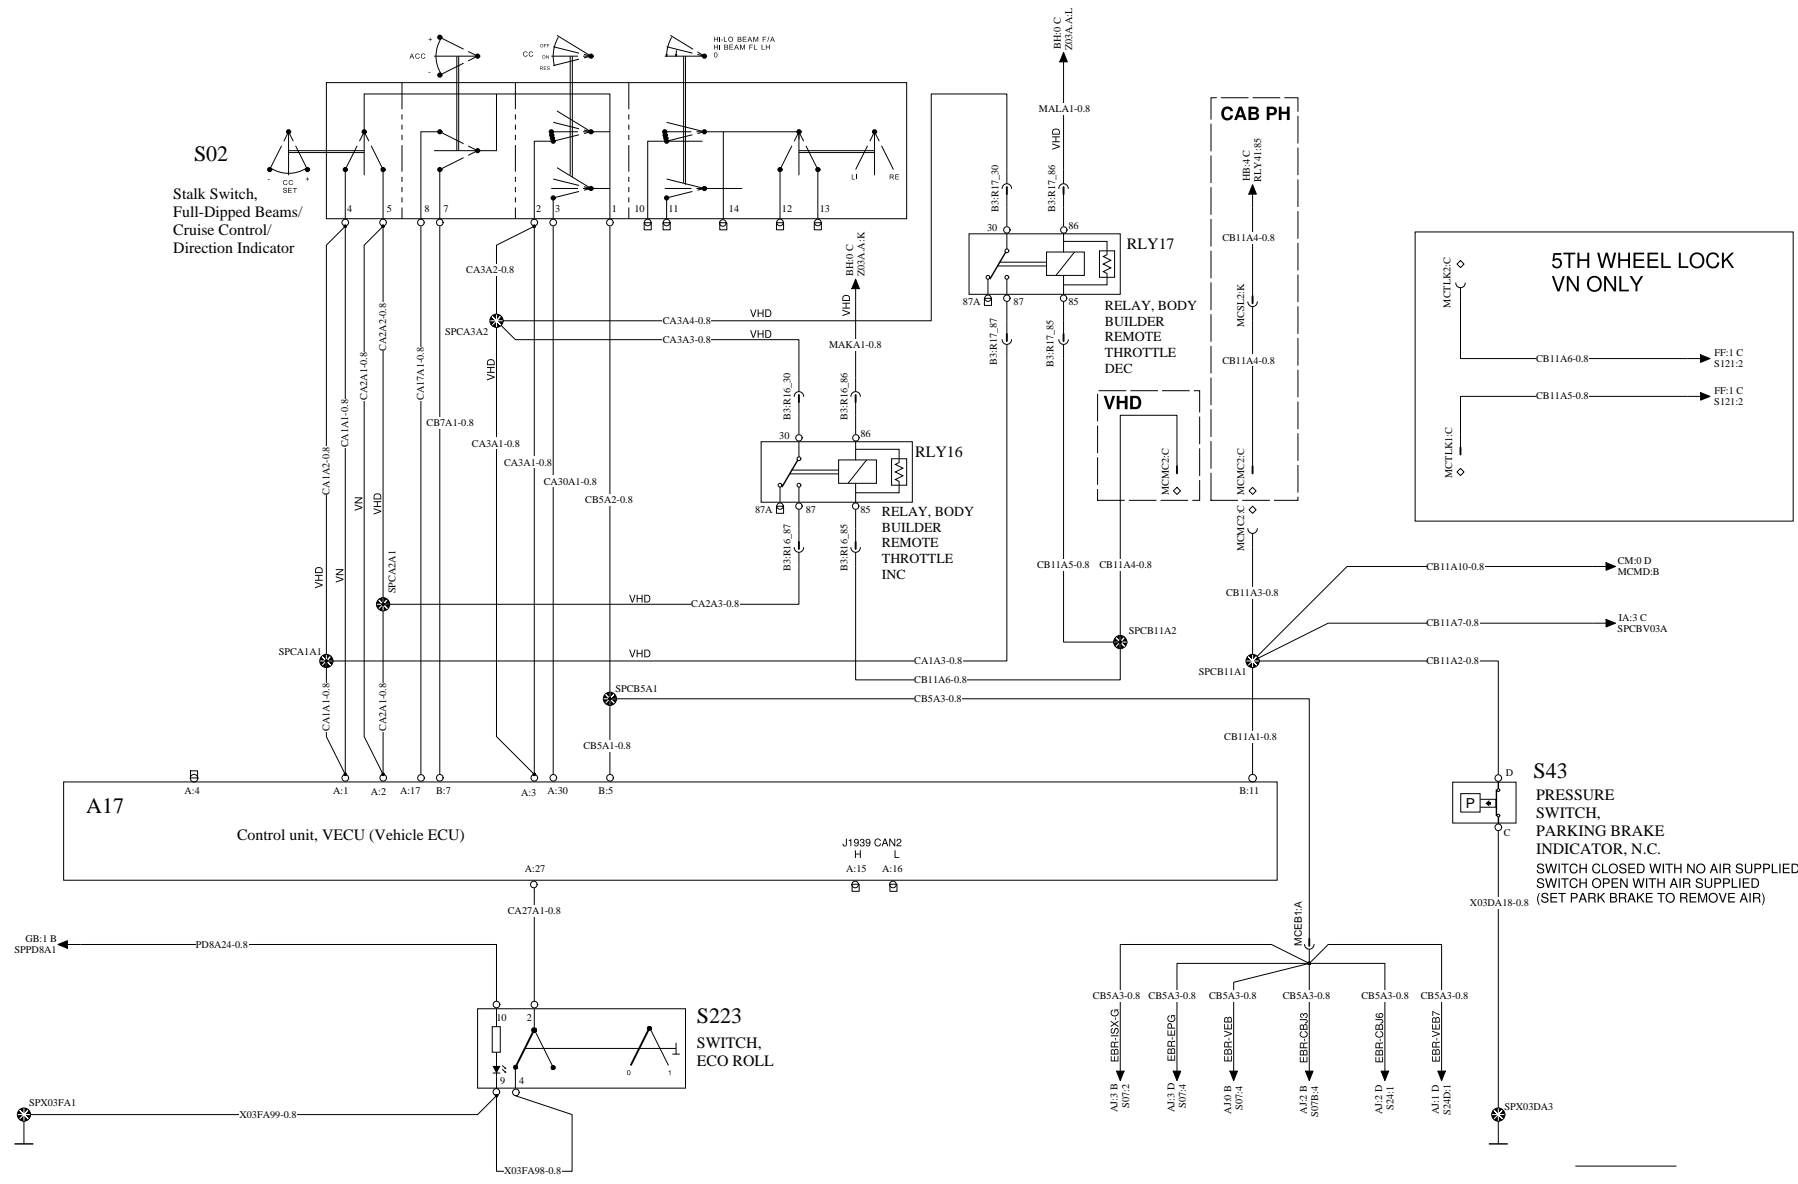 BH:0 C
Z03A.A:L
MALA1-0.8
VHD
+
ACC
-
CC
OFF
ON
RES
HI-LO BEAM F/A
HI BEAM FL LH
0
S02
Stalk Switch,
Full-Dipped Beams/
Cruise Control/
Direction Indicator
- CC +
SET
LI RE
4 5 8 7 2 3 1 10 11 14 12 13
CAB PH
HB:4 C
RLY41:85
CB11A4-0.8
MCSL2:K
CB11A4-0.8
MCMC2:C
MCMC2:C
B3:R17_30
B3:R17_86
30 86
RLY17
87A 87 85
RELAY, BODY
BUILDER
REMOTE
THROTTLE
DEC
B3:R17_87
B3:R17_85
5TH WHEEL LOCK
VN ONLY
MCTLK2:C
CB11A6-0.8
FF:1 C
S121:2
CB11A5-0.8
FF:1 C
S121:2
MCTLK1:C
BH:0 C
Z03A.A:K
VHD
MAKA1-0.8
CA3A2-0.8
SPCA3A2
CA3A4-0.8
VHD
CA3A3-0.8
VHD
VHD
B3:R16_30
B3:R16_86
30 86
RLY16
87A 87 85
RELAY, BODY
BUILDER
REMOTE
THROTTLE
INC
B3:R16_87
B3:R16_85
VHD
MCMC2:C
CA2A2-0.8
CA2A1-0.8
CA17A1-0.8
CB7A1-0.8
CA1A1-0.8
CA1A2-0.8
CA3A1-0.8
CA3A1-0.8
CA30A1-0.8
CB5A2-0.8
VN
VHD
VHD
VN
SPCA2A1
VHD
CA2A3-0.8
CB11A5-0.8
CB11A4-0.8
SPCB11A2
CB11A3-0.8
CB11A10-0.8
CM:0 D
MCMD:B
CB11A7-0.8
IA:3 C
SPCBV03A
SPCA1A1
VHD
CA1A3-0.8
CB11A6-0.8
SPCB11A1
CB11A2-0.8
SPCB5A1
CB5A3-0.8
CA1A1-0.8
CA2A1-0.8
CB5A1-0.8
CB11A1-0.8
A:4 A:1 A:2 A:17 B:7 A:3 A:30 B:5 B:11
A17
Control unit, VECU (Vehicle ECU)
J1939 CAN2
H L
A:27 A:15 A:16
D
S43
P
C
PRESSURE
SWITCH,
PARKING BRAKE
INDICATOR, N.C.
SWITCH CLOSED WITH NO AIR SUPPLIED
SWITCH OPEN WITH AIR SUPPLIED
(SET PARK BRAKE TO REMOVE AIR)
X03DA18-0.8
CA27A1-0.8
GB:1 B
SPPD8A1
PD8A24-0.8
MCEB1:A
CB5A3-0.8 CB5A3-0.8 CB5A3-0.8 CB5A3-0.8 CB5A3-0.8 CB5A3-0.8
EBR-ISX-G
EBR-EPG
EBR-VEB
EBR-CBJ3
EBR-CBJ6
EBR-VEB7
AJ:3 B
S07:2
AJ:3 D
S07:4
AJ:0 B
S07:4
AJ:2 B
S07B:4
AJ:2 D
S24:1
AJ:1 D
S24D:1
10 2
S223
SWITCH,
ECO ROLL
0 1
9 4
SPX03FA1
X03FA99-0.8
X03FA98-0.8
SPX03DA3